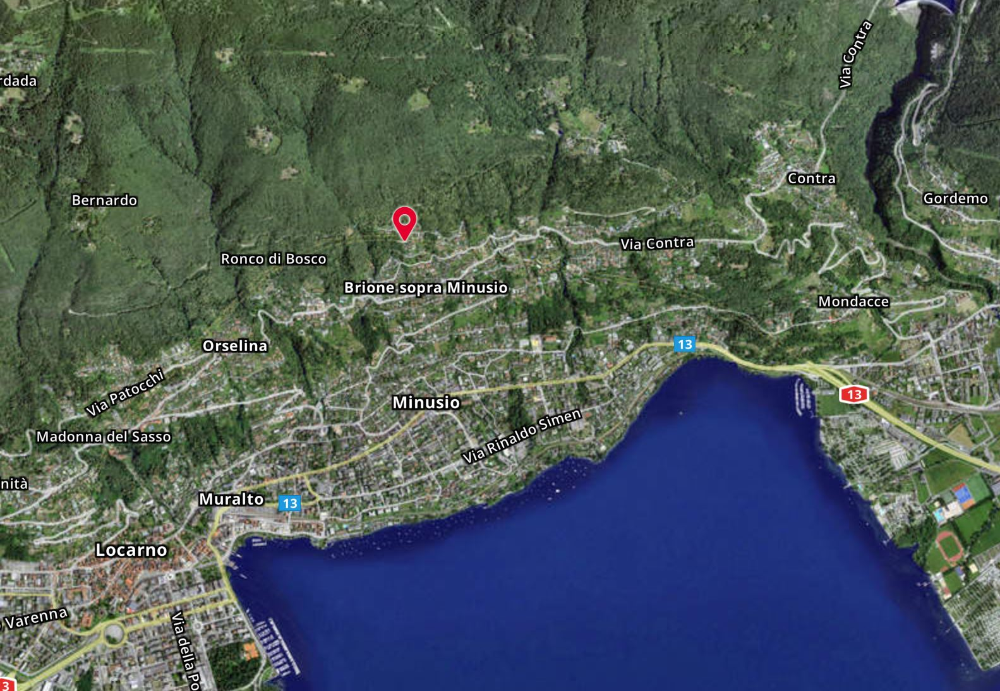 Via Contra
rdada
Contra
Bernardo
Gordemo
Via Contra
Ronco di Bosco
Brione sopra Minusio
Mondacce
Orselina
13
Via Patocchi
13
Minusio
Via Rinaldo Simen
Madonna del Sasso
nità
Muralto
13
Locarno
Varenna
Via della Po
3